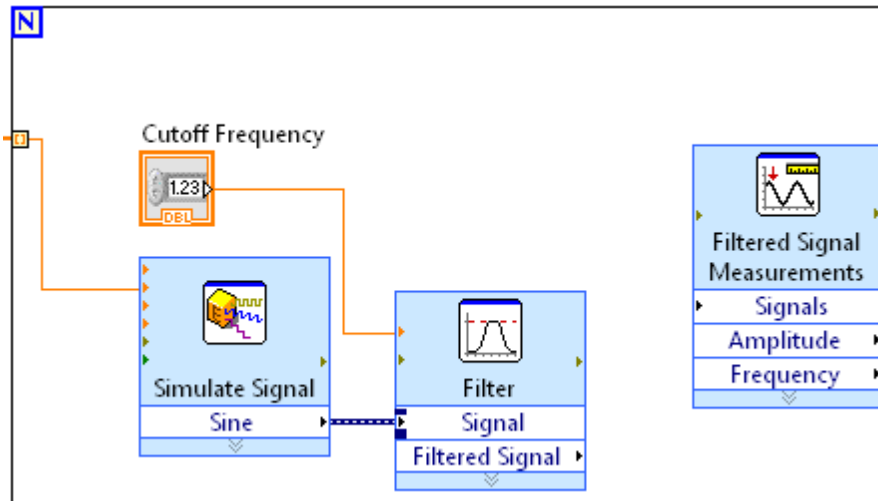 N
Cutoff Frequency
1.23
DBL
Simulate Signal
Sine
Filter
Signal
Filtered Signal
Filtered Signal
Measurements
Signals
Amplitude
Frequency